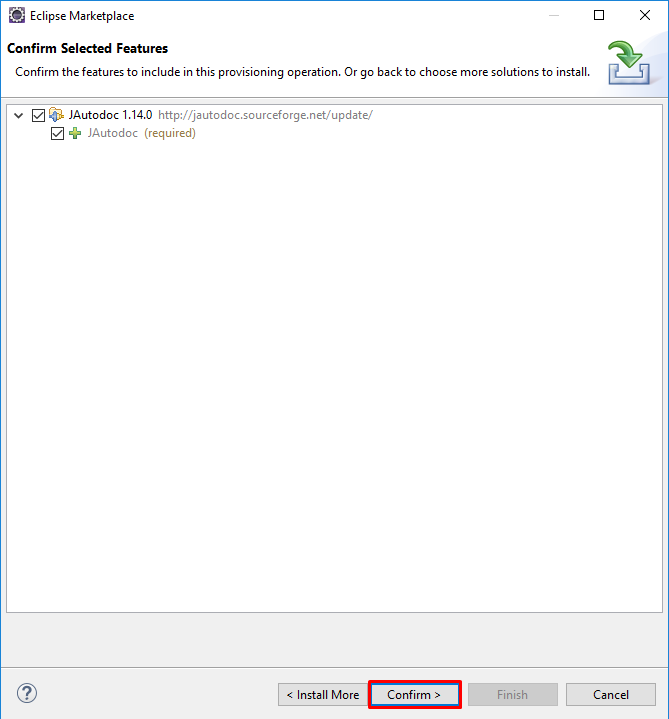 Eclipse Marketplace
Confirm Selected Features
Confirm the features to include in this provisioning operation. Or go back to choose more solutions to install.
JAutodoc 1.14.0 http://jautodoc.sourceforge.net/update/
JAutodoc (required)
? < Install More Confirm > Finish Cancel